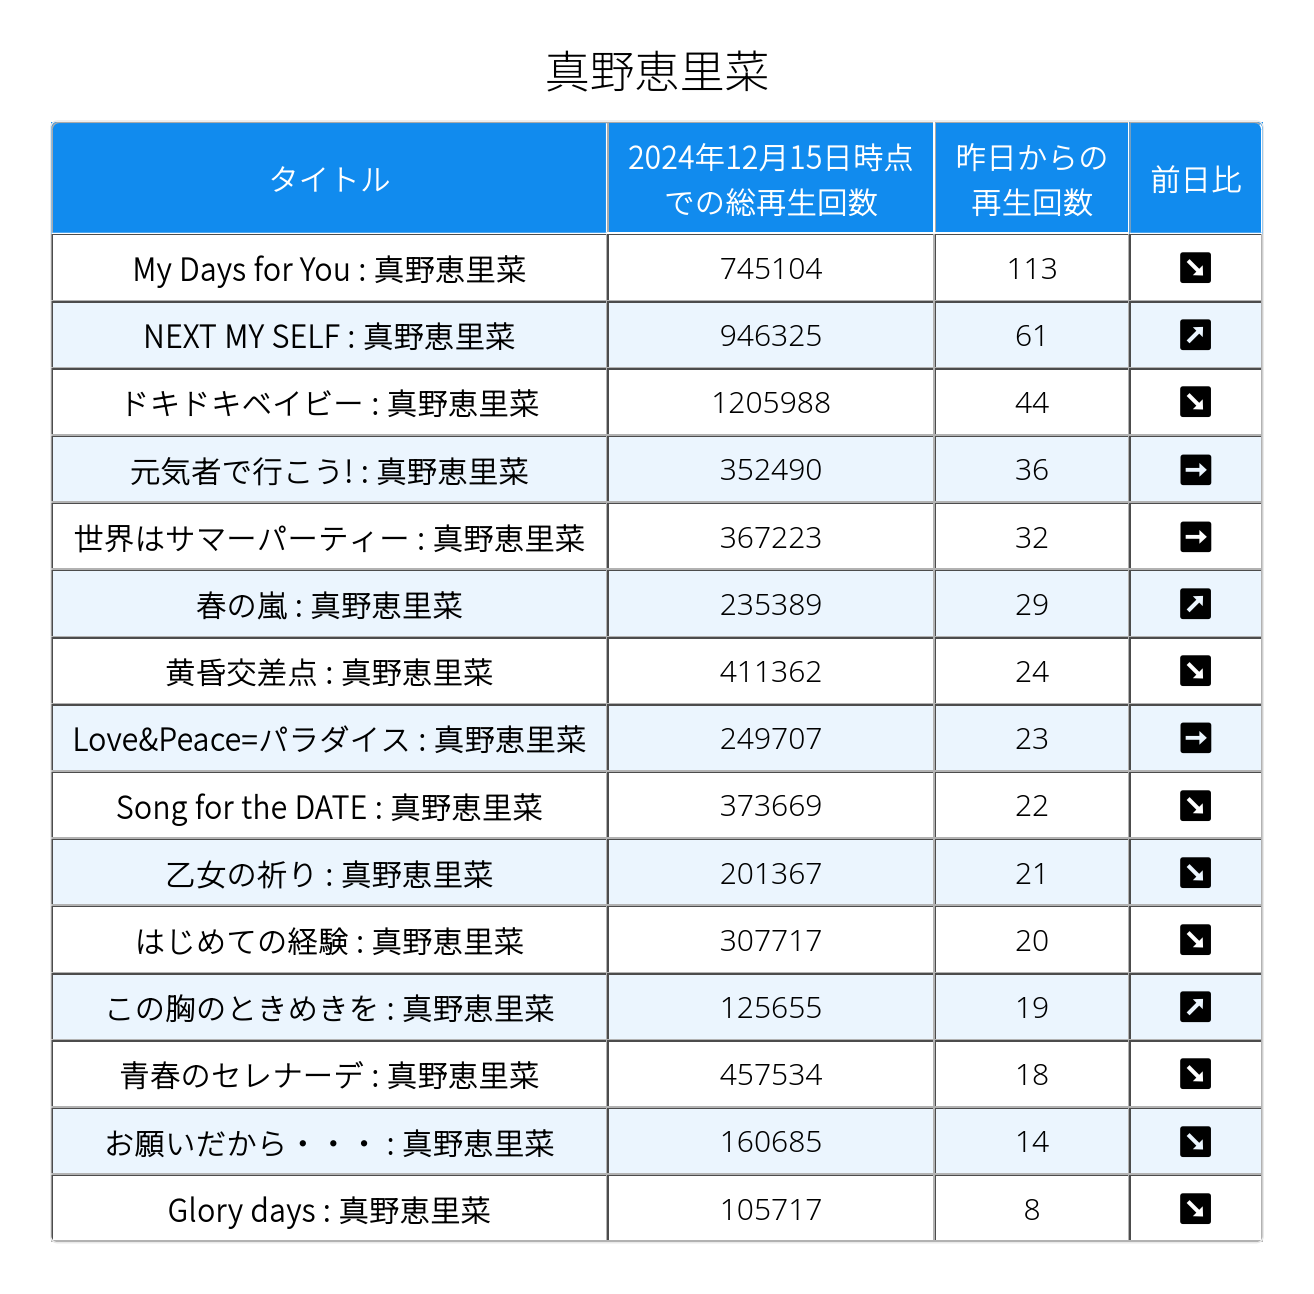 真野恵里菜
タイトル
2024年12月15日時点
での総再生回数
昨日からの
再生回数
前日比
My Days for You : 真野恵里菜 745104 113 ↘
NEXT MY SELF : 真野恵里菜 946325 61 ↗
ドキドキベイビー : 真野恵里菜 1205988 44 ↘
元気者で行こう! : 真野恵里菜 352490 36 →
世界はサマーパーティー : 真野恵里菜 367223 32 →
春の嵐 : 真野恵里菜 235389 29 ↗
黄昏交差点 : 真野恵里菜 411362 24 ↘
Love&Peace=パラダイス : 真野恵里菜 249707 23 →
Song for the DATE : 真野恵里菜 373669 22 ↘
乙女の祈り : 真野恵里菜 201367 21 ↘
はじめての経験 : 真野恵里菜 307717 20 ↘
この胸のときめきを : 真野恵里菜 125655 19 ↗
青春のセレナーデ : 真野恵里菜 457534 18 ↘
お願いだから・・・ : 真野恵里菜 160685 14 ↘
Glory days : 真野恵里菜 105717 8 ↘